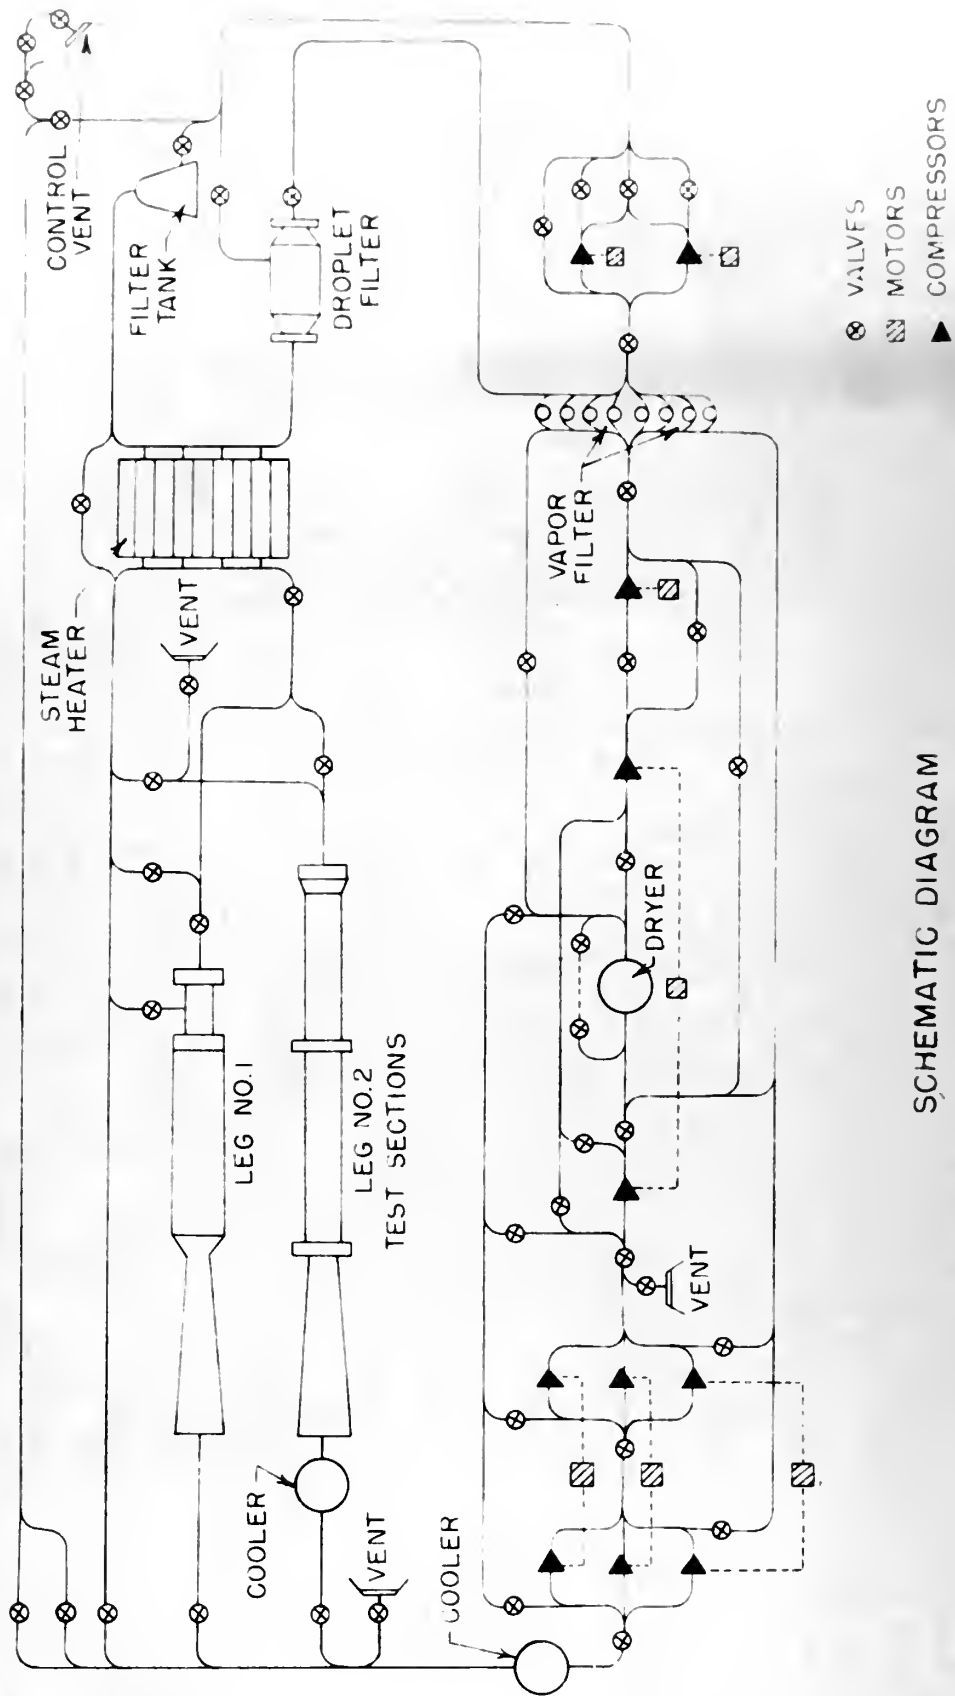 CONTROL
VENT
FILTER
TANK
DROPLET
FILTER
STEAM
HEATER
VENT
LEG NO. 1
LEG NO. 2
TEST SECTIONS
COOLER
VENT
COOLER
VAPOR
FILTER
DRYER
VENT
VALVES
MOTORS
COMPRESSORS
SCHEMATIC DIAGRAM